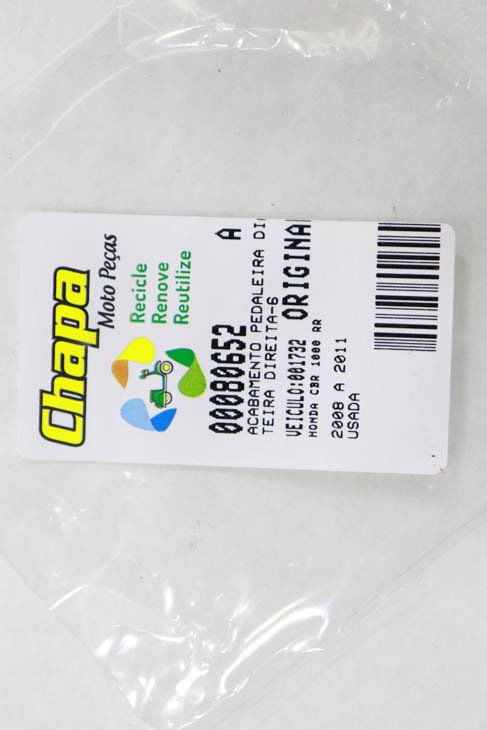 Chapa
Moto Peças
Recicle
Renove
Reutilize
00080652 A
ACABAMENTO PEDALEIRA DI
TEIRA DIREITA-6
VEICULO:001732 ORIGINA
HONDA CBR 1000 RR
2008 A 2011
USADA